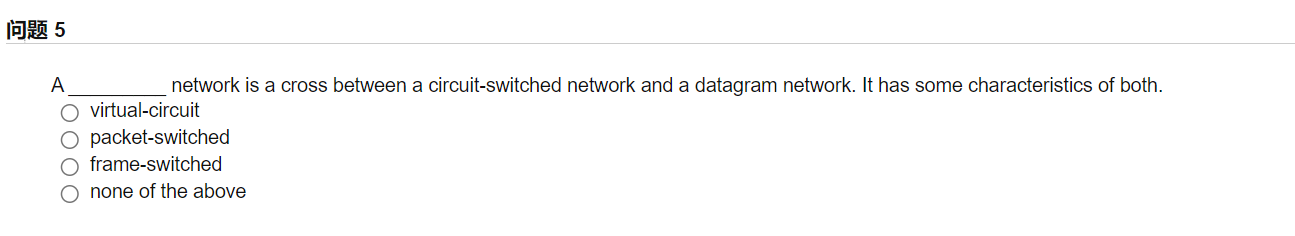 问题 5
A __________ network is a cross between a circuit-switched network and a datagram network. It has some characteristics of both.
virtual-circuit
packet-switched
frame-switched
none of the above